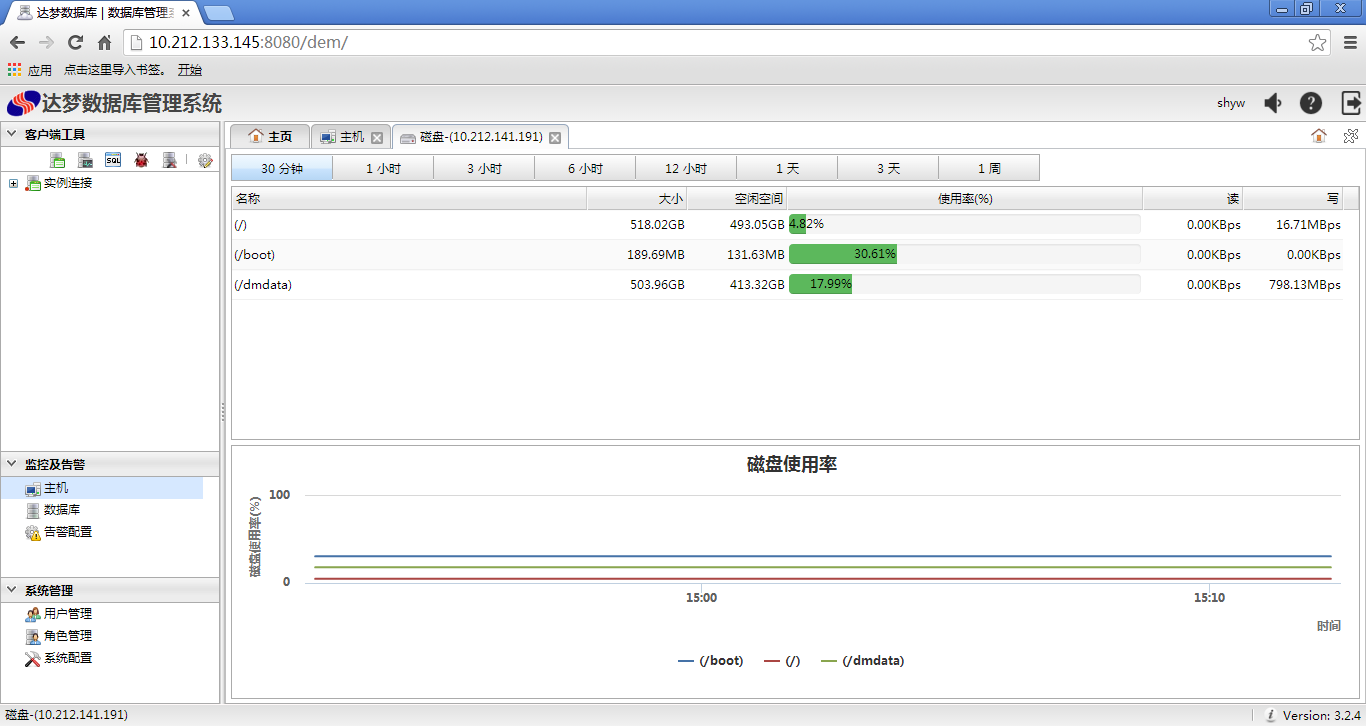 达梦数据库 | 数据库管理
10.212.133.145:8080/dem/
应用 点击这里导入书签。 开始
达梦数据库管理系统
shyw
客户端工具
SQL
实例连接
监控及告警
主机
数据库
告警配置
系统管理
用户管理
角色管理
系统配置
主页 主机 磁盘-(10.212.141.191)
30 分钟 1 小时 3 小时 6 小时 12 小时 1 天 3 天 1 周
名称 大小 空闲空间 使用率(%) 读 写
(/) 518.02GB 493.05GB 4.82% 0.00KBps 16.71MBps
(/boot) 189.69MB 131.63MB 30.61% 0.00KBps 0.00KBps
(/dmdata) 503.96GB 413.32GB 17.99% 0.00KBps 798.13MBps
磁盘使用率
磁盘使用率(%)
100
0
15:00 15:10
时间
(/boot) (/) (/dmdata)
磁盘-(10.212.141.191)
Version: 3.2.4